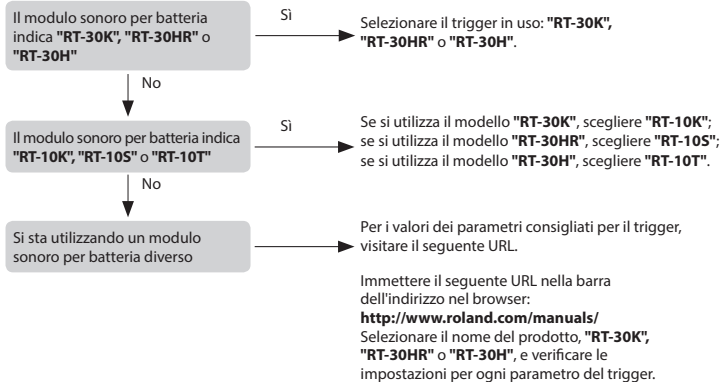 Il modulo sonoro per batteria
indica "RT-30K", "RT-30HR" o
"RT-30H"
Sì
Selezionare il trigger in uso: "RT-30K",
"RT-30HR" o "RT-30H".
No
Il modulo sonoro per batteria indica
"RT-10K", "RT-10S" o "RT-10T"
Sì
Se si utilizza il modello "RT-30K", scegliere "RT-10K";
se si utilizza il modello "RT-30HR", scegliere "RT-10S";
se si utilizza il modello "RT-30H", scegliere "RT-10T".
No
Si sta utilizzando un modulo
sonoro per batteria diverso
Per i valori dei parametri consigliati per il trigger,
visitare il seguente URL.
Immettere il seguente URL nella barra
dell'indirizzo nel browser:
http://www.roland.com/manuals/
Selezionare il nome del prodotto, "RT-30K",
"RT-30HR" o "RT-30H", e verificare le
impostazioni per ogni parametro del trigger.